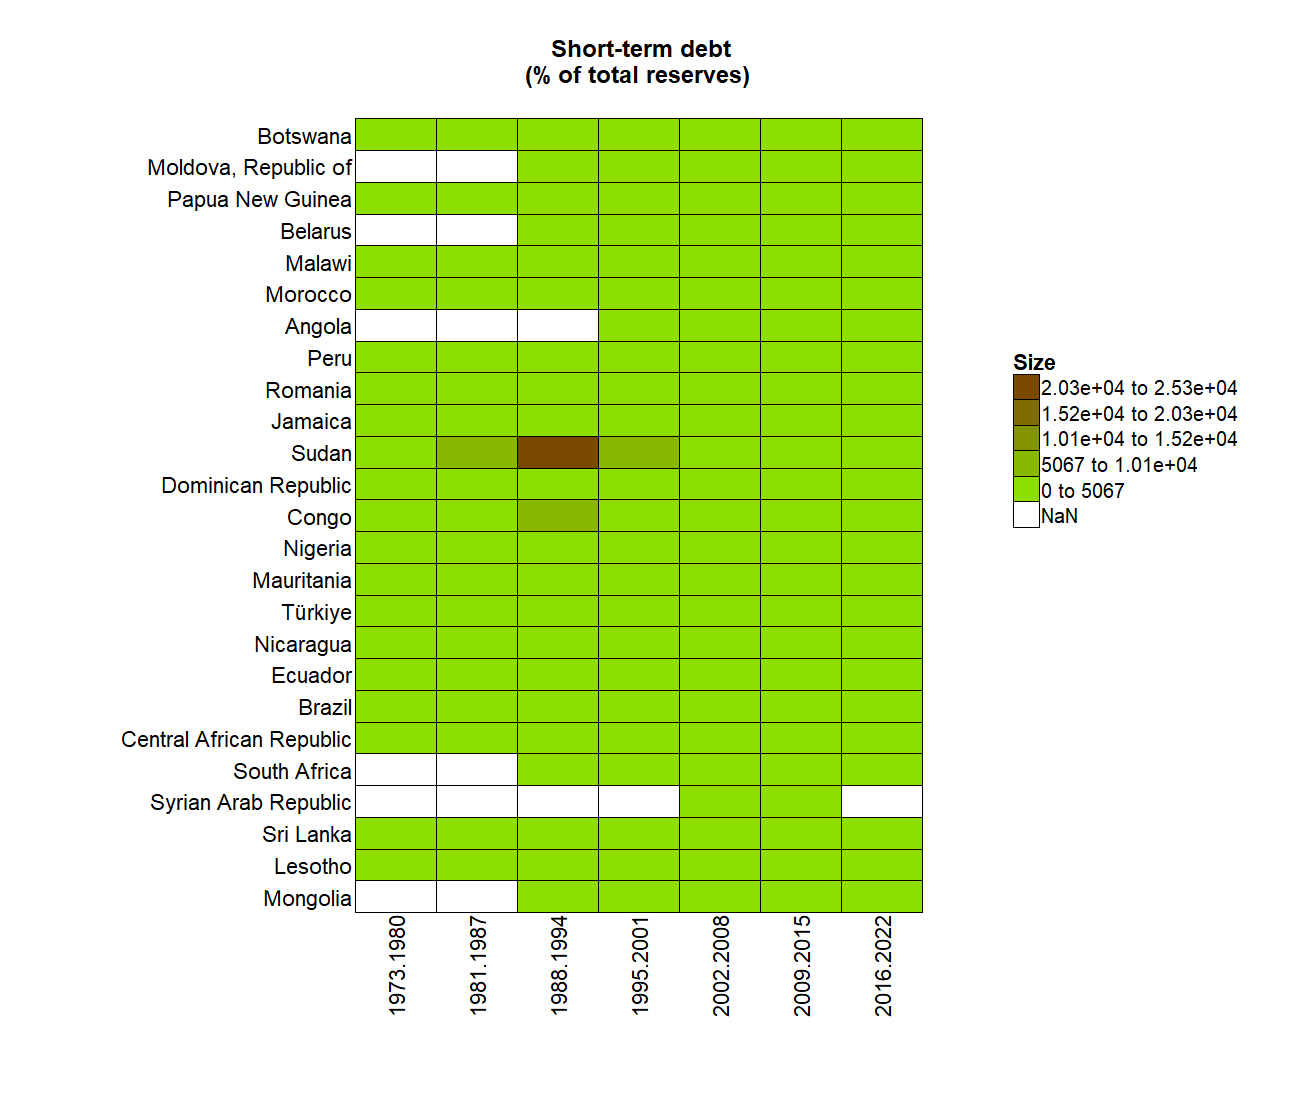 Short-term debt
(% of total reserves)
Botswana
Moldova, Republic of
Papua New Guinea
Belarus
Malawi
Morocco
Angola
Peru
Romania
Jamaica
Sudan
Dominican Republic
Congo
Nigeria
Mauritania
Türkiye
Nicaragua
Ecuador
Brazil
Central African Republic
South Africa
Syrian Arab Republic
Sri Lanka
Lesotho
Mongolia
1973.1980
1981.1987
1988.1994
1995.2001
2002.2008
2009.2015
2016.2022
Size
2.03e+04 to 2.53e+04
1.52e+04 to 2.03e+04
1.01e+04 to 1.52e+04
5067 to 1.01e+04
0 to 5067
NaN